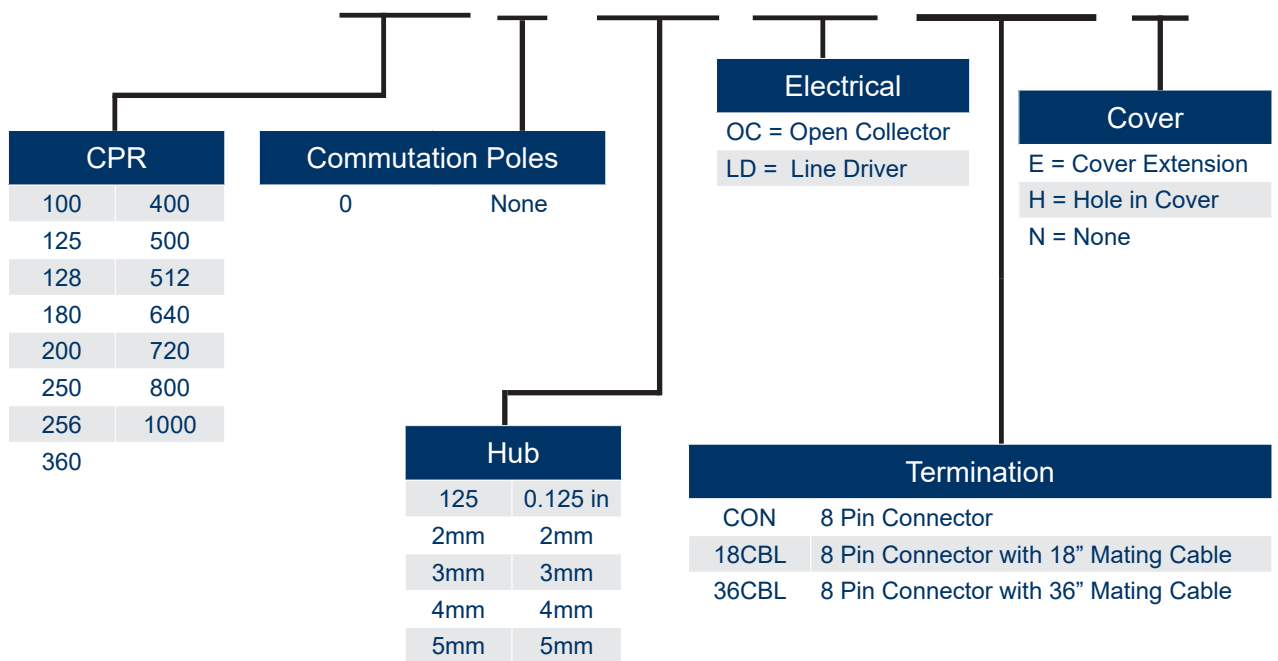 Electrical
OC = Open Collector
LD = Line Driver
Cover
E = Cover Extension
H = Hole in Cover
N = None
CPR
100 400
125 500
128 512
180 640
200 720
250 800
256 1000
360
Commutation Poles
0 None
Hub
125 0.125 in
2mm 2mm
3mm 3mm
4mm 4mm
5mm 5mm
Termination
CON 8 Pin Connector
18CBL 8 Pin Connector with 18” Mating Cable
36CBL 8 Pin Connector with 36” Mating Cable